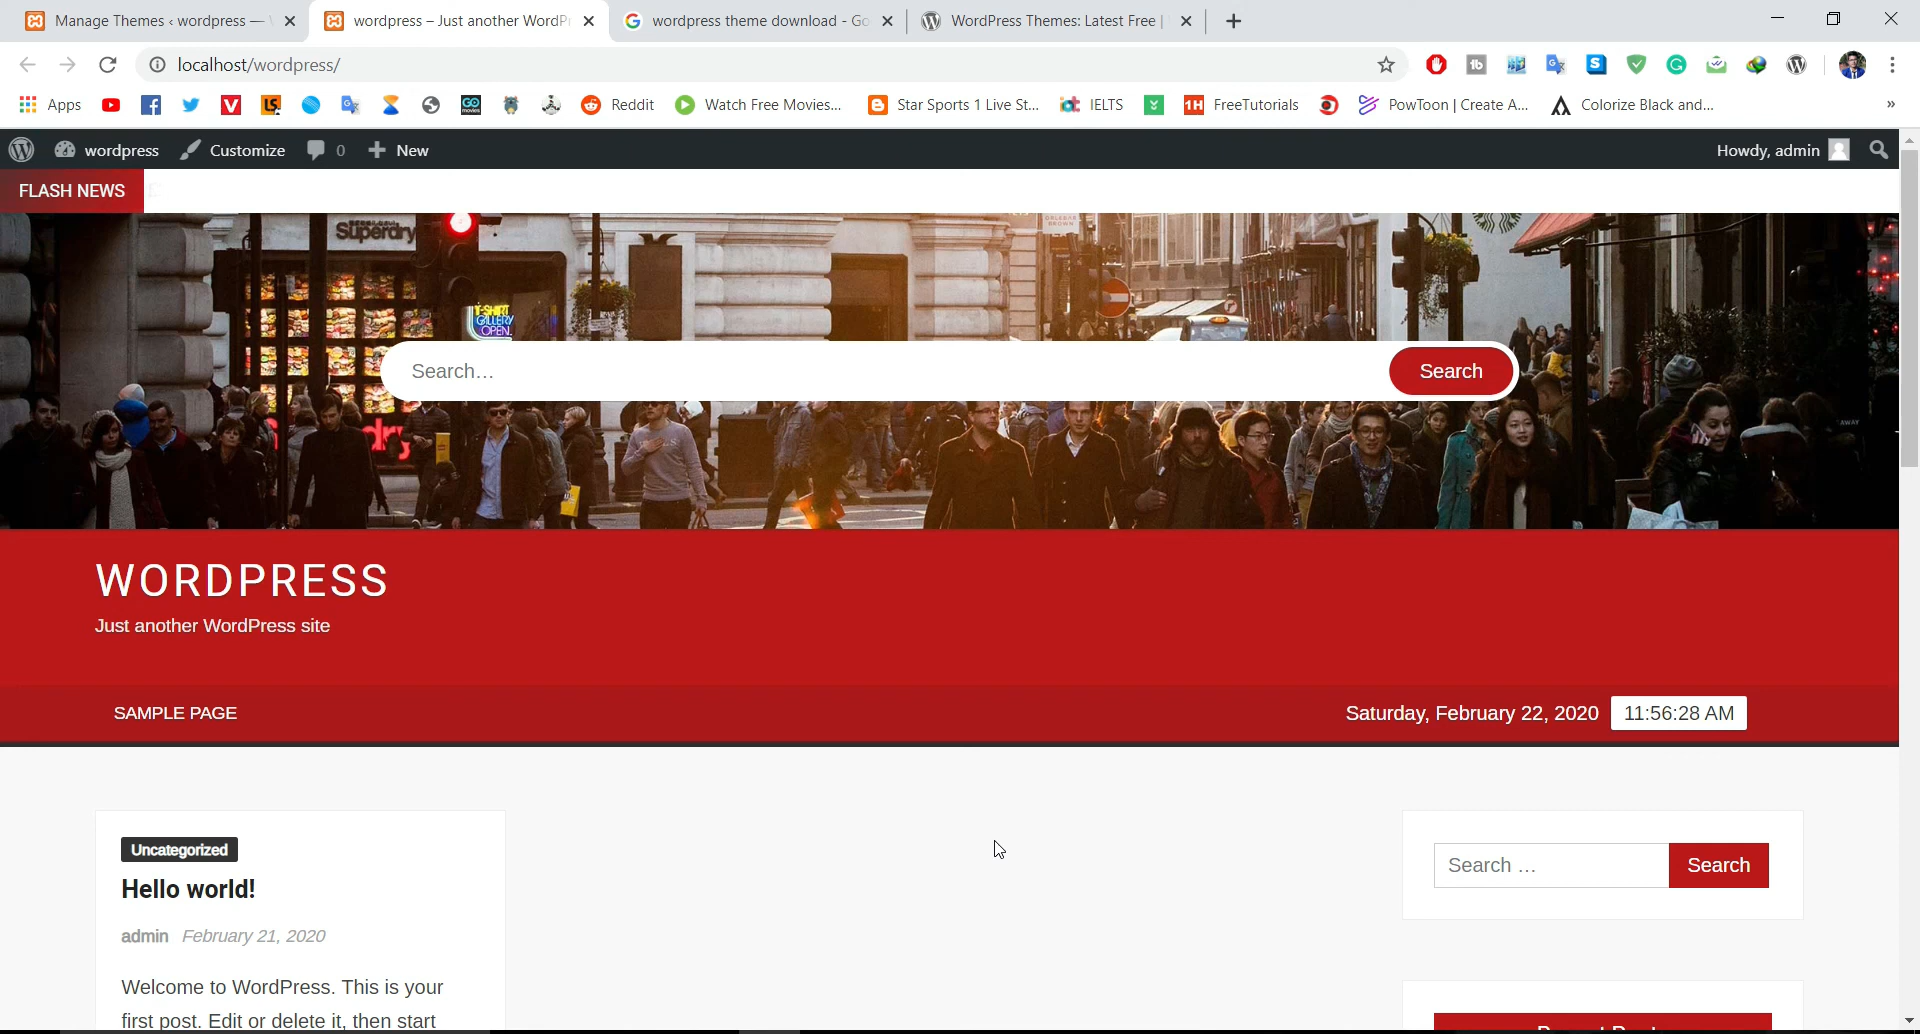 Manage Themes ‹ wordpress —
wordpress – Just another WordP
wordpress theme download - Go
WordPress Themes: Latest Free |
localhost/wordpress/
Apps
Reddit
Watch Free Movies...
Star Sports 1 Live St...
IELTS
FreeTutorials
PowToon | Create A...
Colorize Black and...
»
wordpress
Customize
0
New
Howdy, admin
FLASH NEWS
Superdry
T-SHIRT
GALLERY
OPEN.
AWAY
Search...
Search
WORDPRESS
Just another WordPress site
SAMPLE PAGE
Saturday, February 22, 2020
11:56:28 AM
Uncategorized
Hello world!
admin February 21, 2020
Welcome to WordPress. This is your
first post. Edit or delete it, then start
Search ...
Search